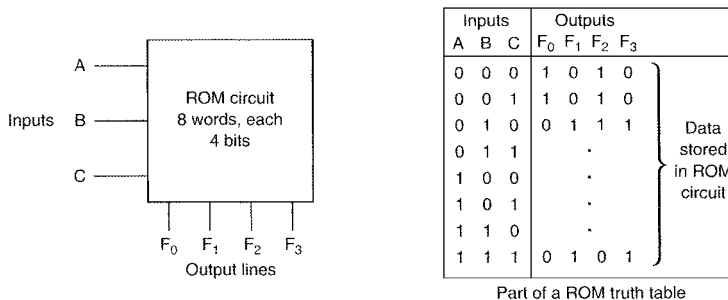 A
Inputs B
C
ROM circuit
8 words, each
4 bits
F₀ F₁ F₂ F₃
Output lines
Inputs Outputs
A B C F₀ F₁ F₂ F₃
0 0 0 1 0 1 0
0 0 1 1 0 1 0
0 1 0 0 1 1 1
0 1 1 .
1 0 0
1 0 1 .
1 1 0 .
1 1 1 0 1 0 1
Data
stored
in ROM
circuit
Part of a ROM truth table